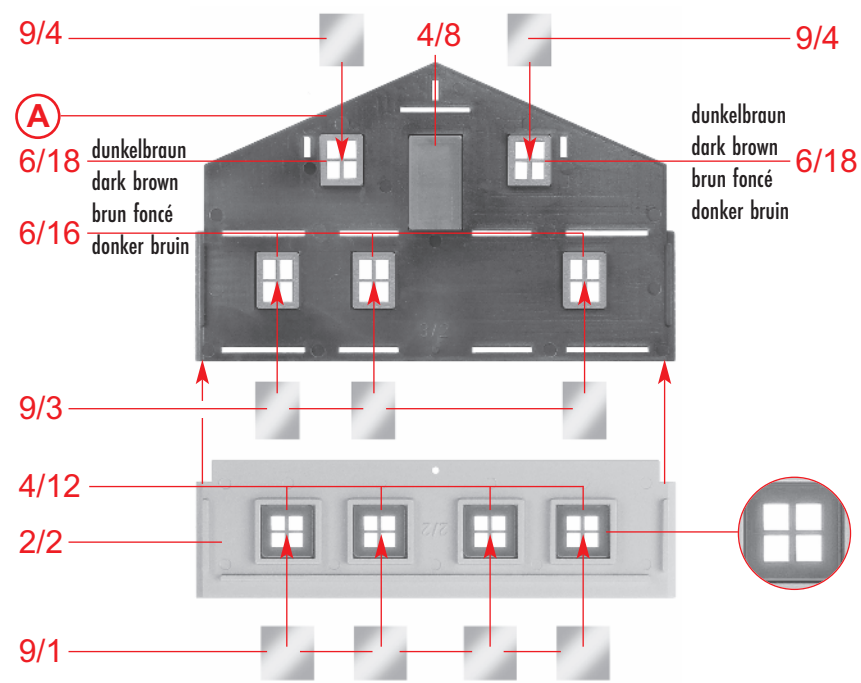 9/4
4/8
9/4
A
6/18
dunkelbraun
dark brown
brun foncé
donker bruin
dunkelbraun
dark brown
brun foncé
donker bruin
6/18
6/16
3/2
9/3
4/12
2/2
2/2
9/1